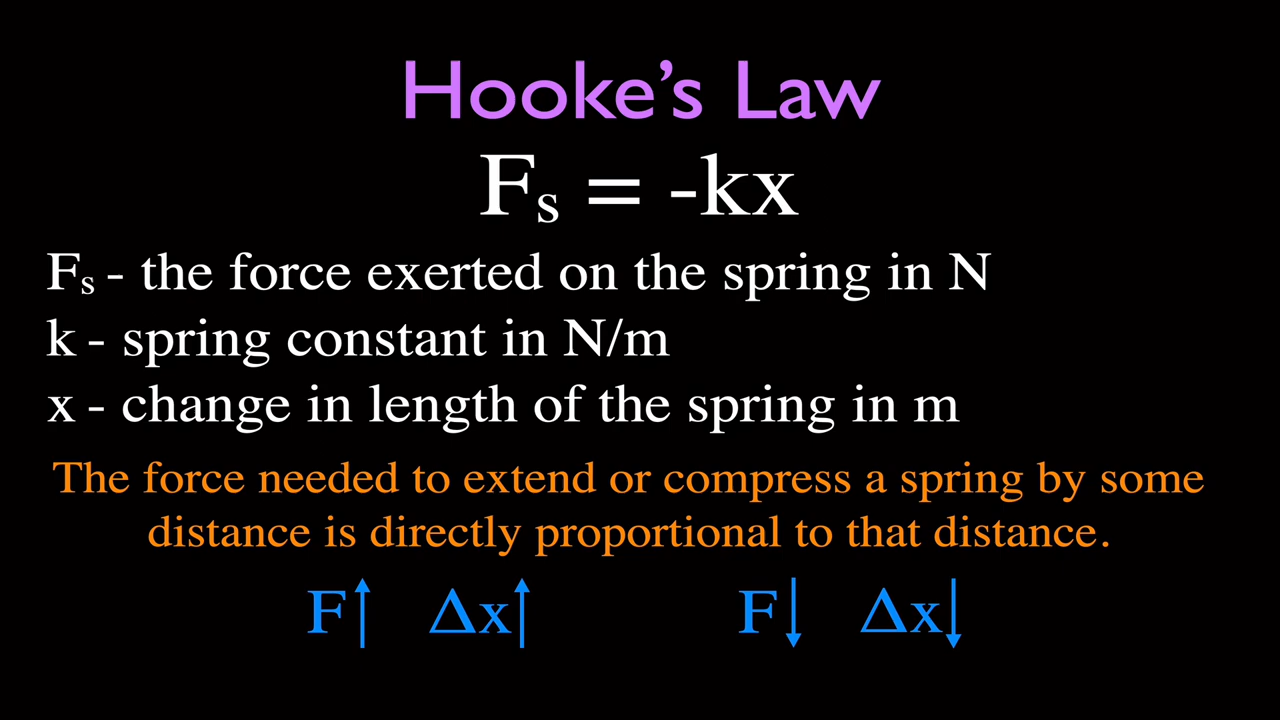 Hooke’s Law
Fs = -kx
Fs - the force exerted on the spring in N
k - spring constant in N/m
x - change in length of the spring in m
The force needed to extend or compress a spring by some
distance is directly proportional to that distance.
F↑ Δx↑ F↓ Δx↓